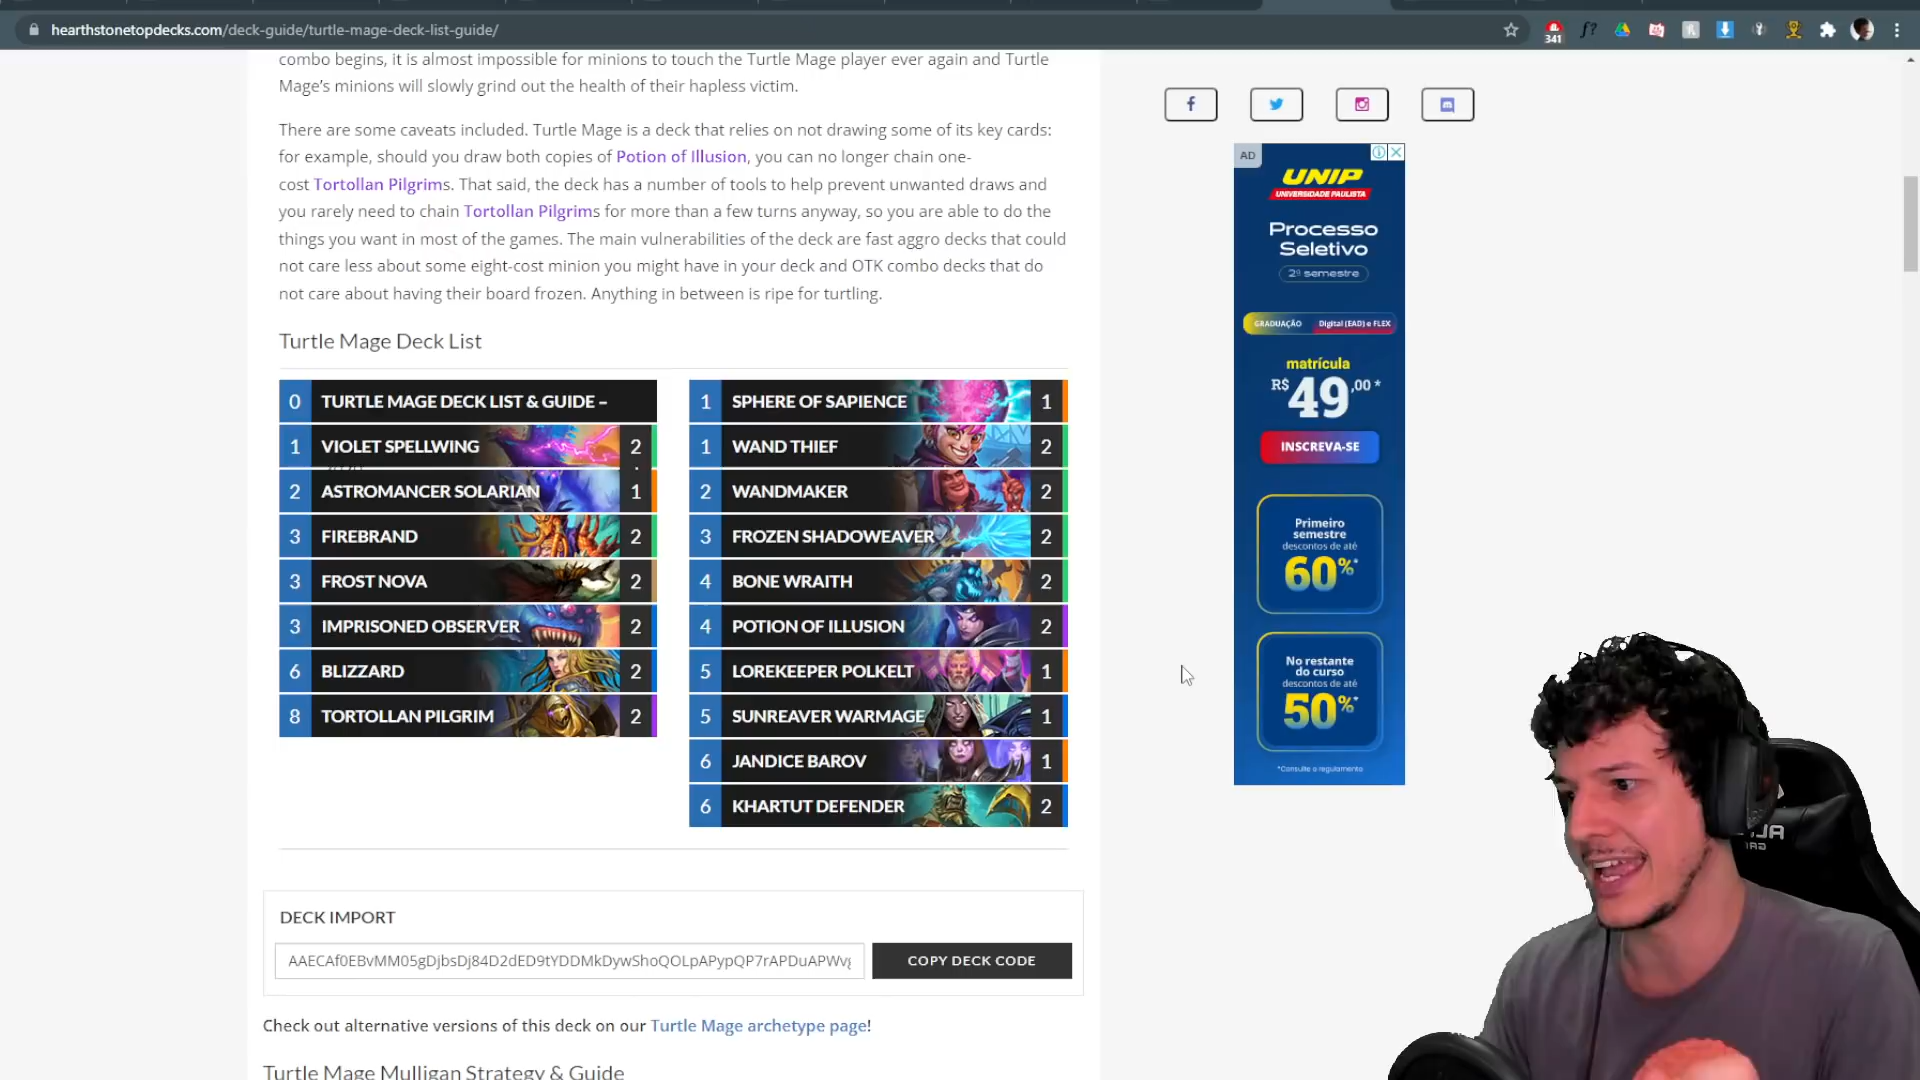 hearthstonetopdecks.com/deck-guide/turtle-mage-deck-list-guide/
341
f?
combo begins, it is almost impossible for minions to touch the Turtle Mage player ever again and Turtle
Mage's minions will slowly grind out the health of their hapless victim.
There are some caveats included. Turtle Mage is a deck that relies on not drawing some of its key cards:
for example, should you draw both copies of Potion of Illusion, you can no longer chain one-
cost Tortollan Pilgrims. That said, the deck has a number of tools to help prevent unwanted draws and
you rarely need to chain Tortollan Pilgrims for more than a few turns anyway, so you are able to do the
things you want in most of the games. The main vulnerabilities of the deck are fast aggro decks that could
not care less about some eight-cost minion you might have in your deck and OTK combo decks that do
not care about having their board frozen. Anything in between is ripe for turtling.
Turtle Mage Deck List
0 TURTLE MAGE DECK LIST & GUIDE –
1 VIOLET SPELLWING 2
2 ASTROMANCER SOLARIAN 1
3 FIREBRAND 2
3 FROST NOVA 2
3 IMPRISONED OBSERVER 2
6 BLIZZARD 2
8 TORTOLLAN PILGRIM 2
1 SPHERE OF SAPIENCE 1
1 WAND THIEF 2
2 WANDMAKER 2
3 FROZEN SHADOWEAVER 2
4 BONE WRAITH 2
4 POTION OF ILLUSION 2
5 LOREKEEPER POLKELT 1
5 SUNREAVER WARMAGE 1
6 JANDICE BAROV 1
6 KHARTUT DEFENDER 2
DECK IMPORT
COPY DECK CODE
Check out alternative versions of this deck on our Turtle Mage archetype page!
Turtle Mage Mulligan Strategy & Guide
AD
UNIP
UNIVERSIDADE PAULISTA
Processo
Seletivo
2º semestre
GRADUAÇÃO Digital (EAD) e FLEX
matrícula
R$ 49,00 *
INSCREVA-SE
Primeiro
semestre
descontos de até
60%*
No restante
do curso
descontos de até
50%*
*Consulte o regulamento